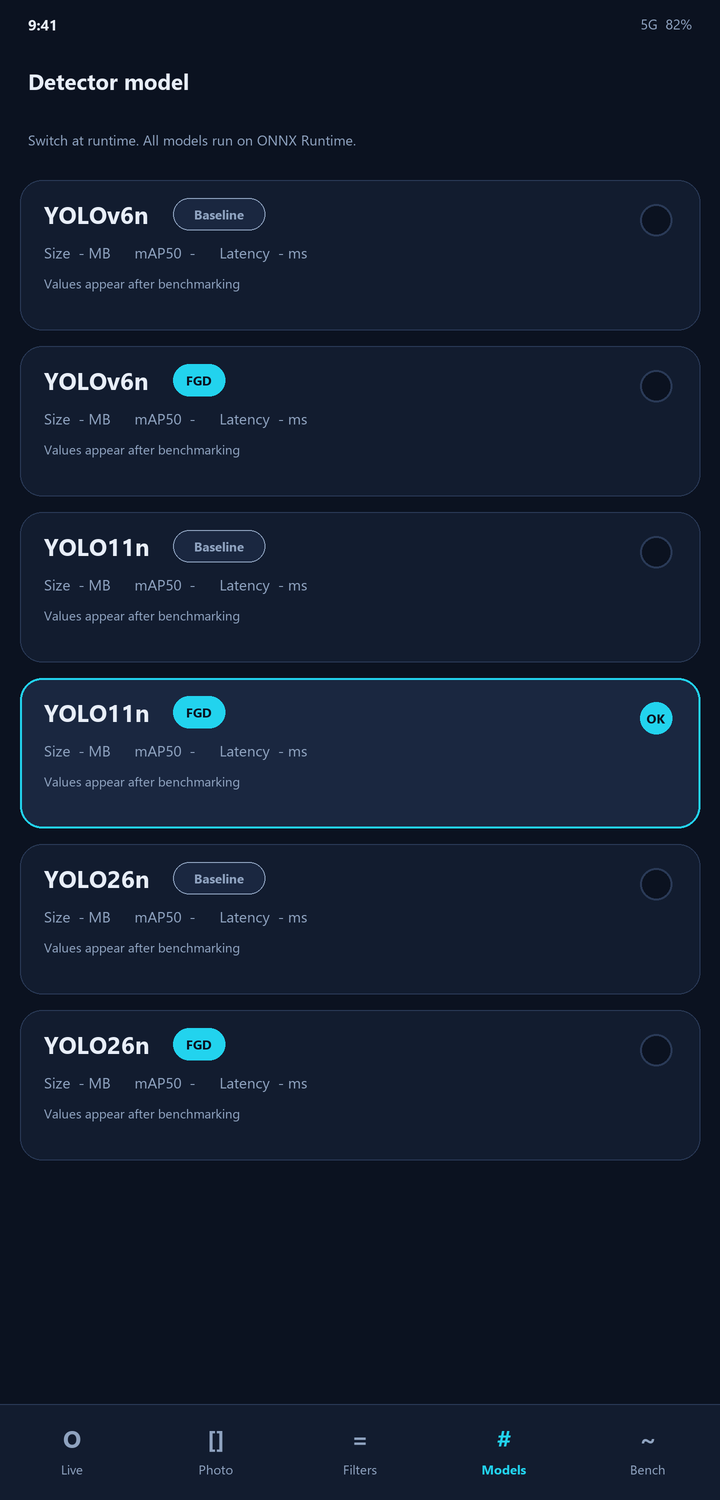 9:41 5G 82%
Detector model
Switch at runtime. All models run on ONNX Runtime.
YOLOv6n Baseline
Size - MB mAP50 - Latency - ms
Values appear after benchmarking
YOLOv6n FGD
Size - MB mAP50 - Latency - ms
Values appear after benchmarking
YOLO11n Baseline
Size - MB mAP50 - Latency - ms
Values appear after benchmarking
YOLO11n FGD OK
Size - MB mAP50 - Latency - ms
Values appear after benchmarking
YOLO26n Baseline
Size - MB mAP50 - Latency - ms
Values appear after benchmarking
YOLO26n FGD
Size - MB mAP50 - Latency - ms
Values appear after benchmarking
O [] = # ~
Live Photo Filters Models Bench